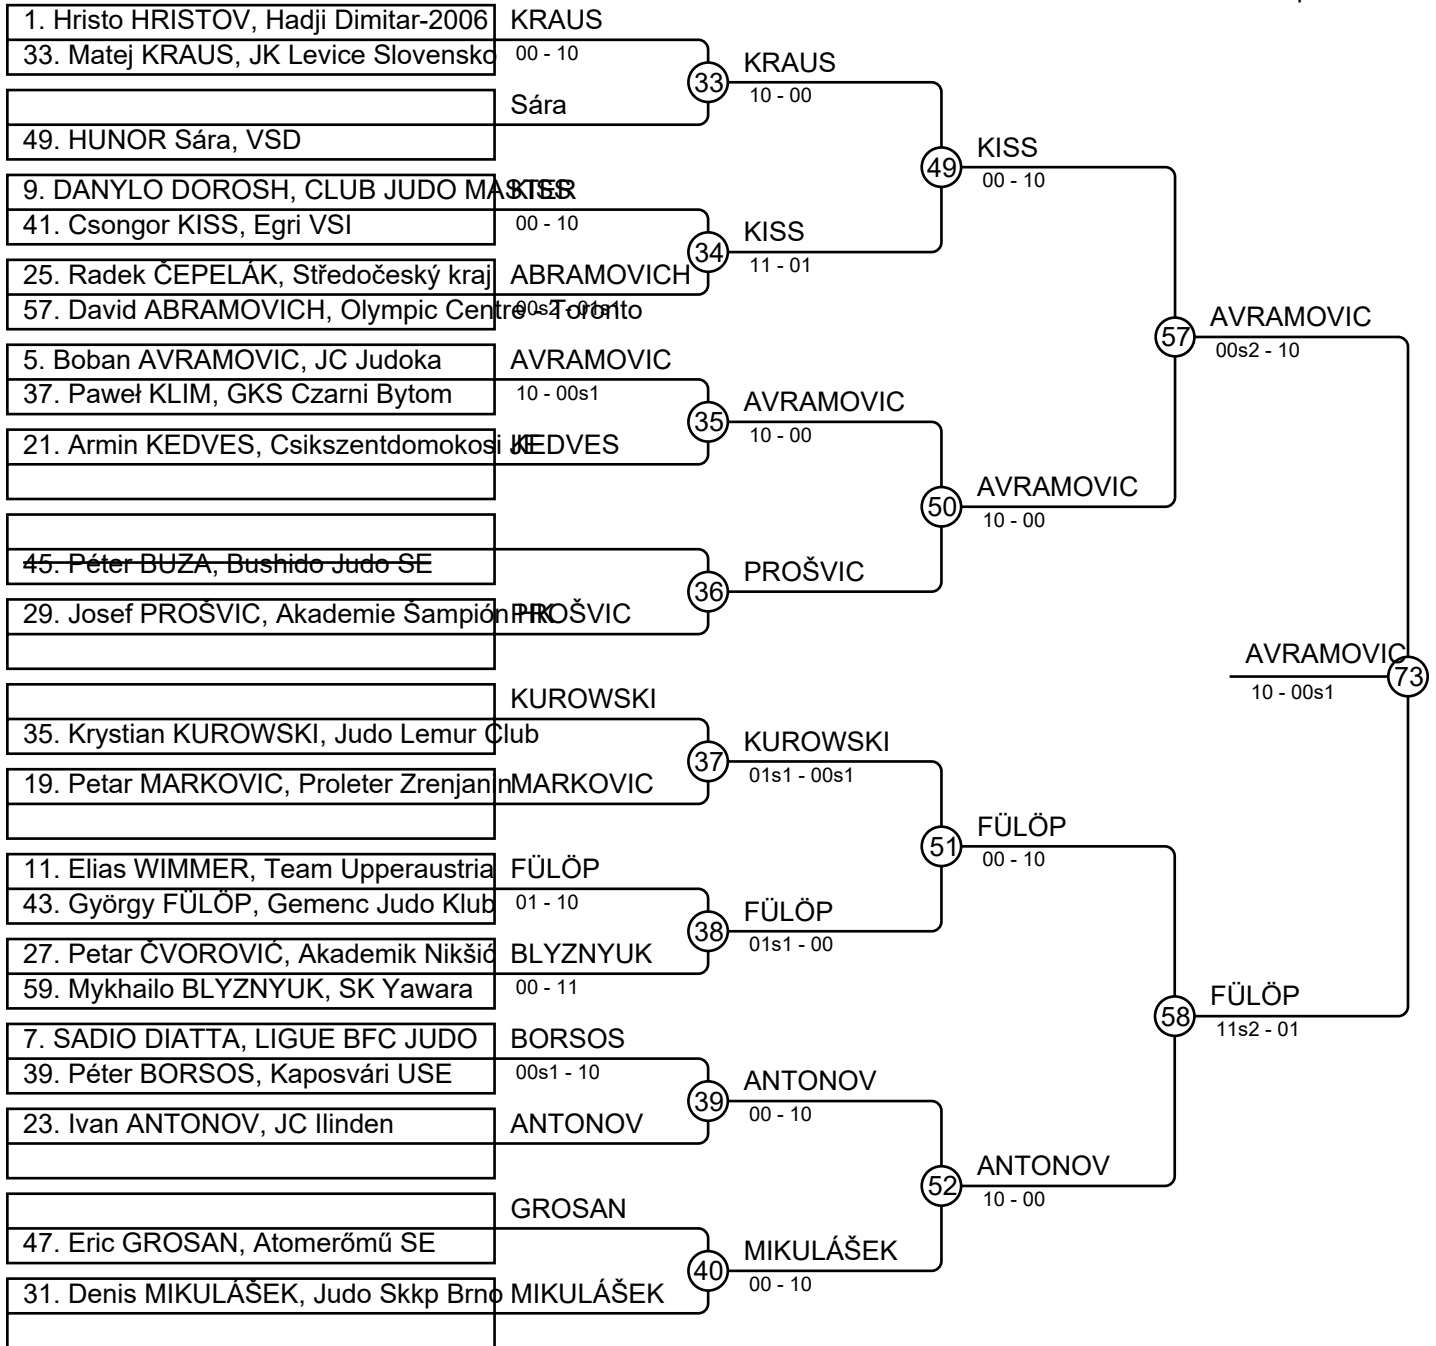 1. Hristo HRISTOV, Hadji Dimitar-2006
33. Matej KRAUS, JK Levice Slovensko
KRAUS
00 - 10
49. HUNOR Sára, VSD
Sára
33
KRAUS
10 - 00
9. DANYLO DOROSH, CLUB JUDO MASTER
41. Csongor KISS, Egri VSI
KISS
00 - 10
25. Radek ČEPELÁK, Středočeský kraj
57. David ABRAMOVICH, Olympic Centre - Toronto
ABRAMOVICH
00s2 - 01s1
34
KISS
11 - 01
49
KISS
00 - 10
5. Boban AVRAMOVIC, JC Judoka
37. Paweł KLIM, GKS Czarni Bytom
AVRAMOVIC
10 - 00s1
21. Armin KEDVES, Csikszentdomokosi JE
KEDVES
35
AVRAMOVIC
10 - 00
45. Péter BUZA, Bushido Judo SE
29. Josef PROŠVIC, Akademie Šampión HK
PROŠVIC
36
PROŠVIC
50
AVRAMOVIC
10 - 00
57
AVRAMOVIC
00s2 - 10
35. Krystian KUROWSKI, Judo Lemur Club
KUROWSKI
19. Petar MARKOVIC, Proleter Zrenjanin
MARKOVIC
37
KUROWSKI
01s1 - 00s1
11. Elias WIMMER, Team Upperaustria
43. György FÜLÖP, Gemenc Judo Klub
FÜLÖP
01 - 10
27. Petar ČVOROVIĆ, Akademik Nikšić
59. Mykhailo BLYZNYUK, SK Yawara
BLYZNYUK
00 - 11
38
FÜLÖP
01s1 - 00
51
FÜLÖP
00 - 10
7. SADIO DIATTA, LIGUE BFC JUDO
39. Péter BORSOS, Kaposvári USE
BORSOS
00s1 - 10
23. Ivan ANTONOV, JC Ilinden
ANTONOV
39
ANTONOV
00 - 10
47. Eric GROSAN, Atomerőmű SE
GROSAN
31. Denis MIKULÁŠEK, Judo Skkp Brno
MIKULÁŠEK
40
MIKULÁŠEK
00 - 10
52
ANTONOV
10 - 00
58
FÜLÖP
11s2 - 01
AVRAMOVIC
73
10 - 00s1